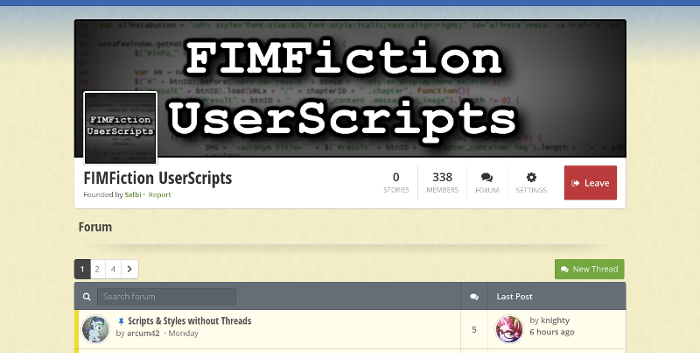 FIMFiction
UserScripts
FIMFiction
UserScripts
FIMFiction UserScripts
Founded by Selbi · Report
0
STORIES
338
MEMBERS
FORUM
SETTINGS
Leave
Forum
1 2 4
New Thread
Search forum
Last Post
Scripts & Styles without Threads
by arcum42 · Monday
5
by knighty
6 hours ago